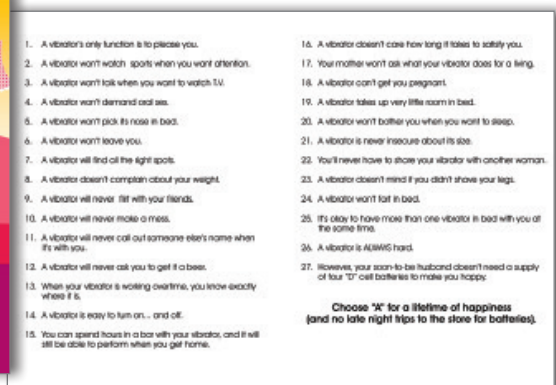 1. A vibrator's only function is to please you.
2. A vibrator won't watch sports when you want attention.
3. A vibrator won't talk when you want to watch T.V.
4. A vibrator won't demand oral sex.
5. A vibrator won't pick its nose in bed.
6. A vibrator won't leave you.
7. A vibrator will find all the right spots.
8. A vibrator doesn't complain about your weight.
9. A vibrator will never flirt with your friends.
10. A vibrator will never make a mess.
11. A vibrator will never call out someone else's name when
it's with you.
12. A vibrator will never ask you to get it a beer.
13. When your vibrator is working overtime, you know exactly
where it is.
14. A vibrator is easy to turn on... and off.
15. You can spend hours in a bar with your vibrator, and it will
still be able to perform when you get home.
16. A vibrator doesn't care how long it takes to satisfy you.
17. Your mother won't ask what your vibrator does for a living.
18. A vibrator can't get you pregnant.
19. A vibrator takes up very little room in bed.
20. A vibrator won't bother you when you want to sleep.
21. A vibrator is never insecure about its size.
22. You'll never have to share your vibrator with another woman.
23. A vibrator doesn't mind if you didn't shave your legs.
24. A vibrator won't fart in bed.
25. It's okay to have more than one vibrator in bed with you at
the same time.
26. A vibrator is ALWAYS hard.
27. However, your soon-to-be husband doesn't need a supply
of four "D" cell batteries to make you happy.
Choose "A" for a lifetime of happiness
(and no late night trips to the store for batteries).